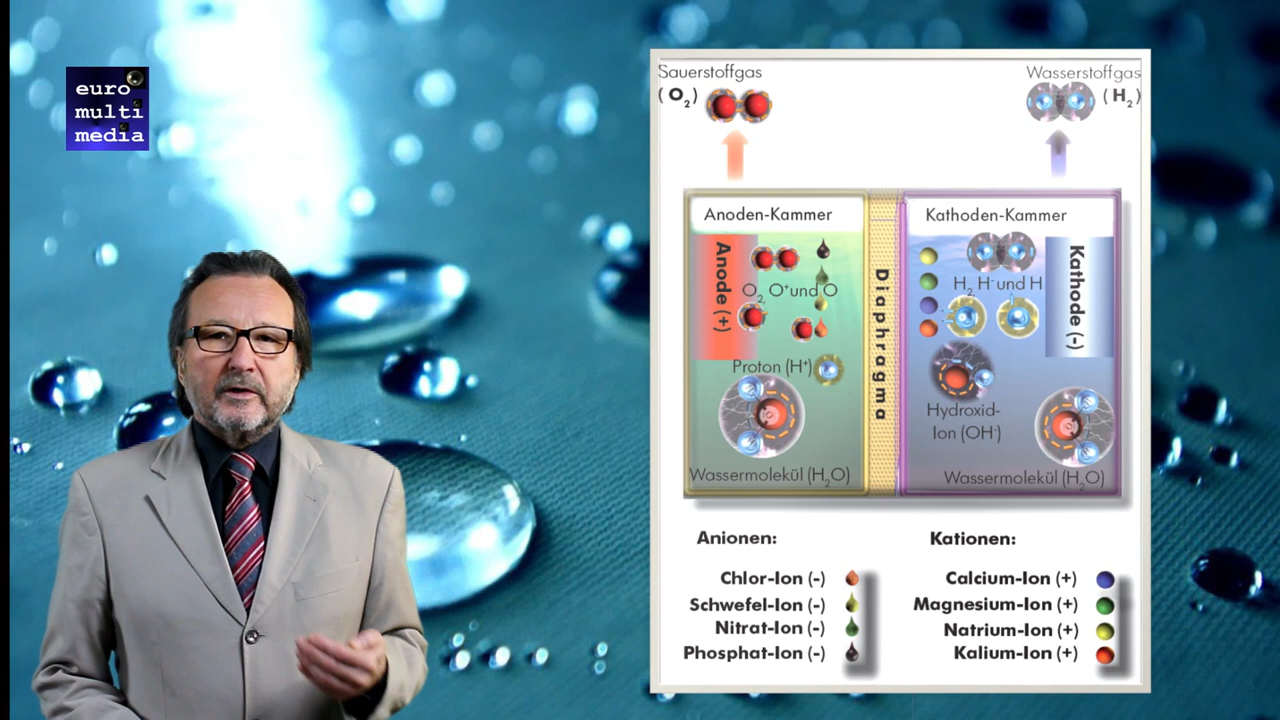 euro
multi
media
Sauerstoffgas
(O₂)
Wasserstoffgas
(H₂)
Anoden-Kammer
Kathoden-Kammer
Anode (+)
O₂, O⁺und O
Proton (H⁺)
Wassermolekül (H₂O)
Diaphragma
H₂ H⁻und H
Kathode (-)
Hydroxid-
Ion (OH⁻)
Wassermolekül (H₂O)
Anionen:
Chlor-Ion (-)
Schwefel-Ion (-)
Nitrat-Ion (-)
Phosphat-Ion (-)
Kationen:
Calcium-Ion (+)
Magnesium-Ion (+)
Natrium-Ion (+)
Kalium-Ion (+)